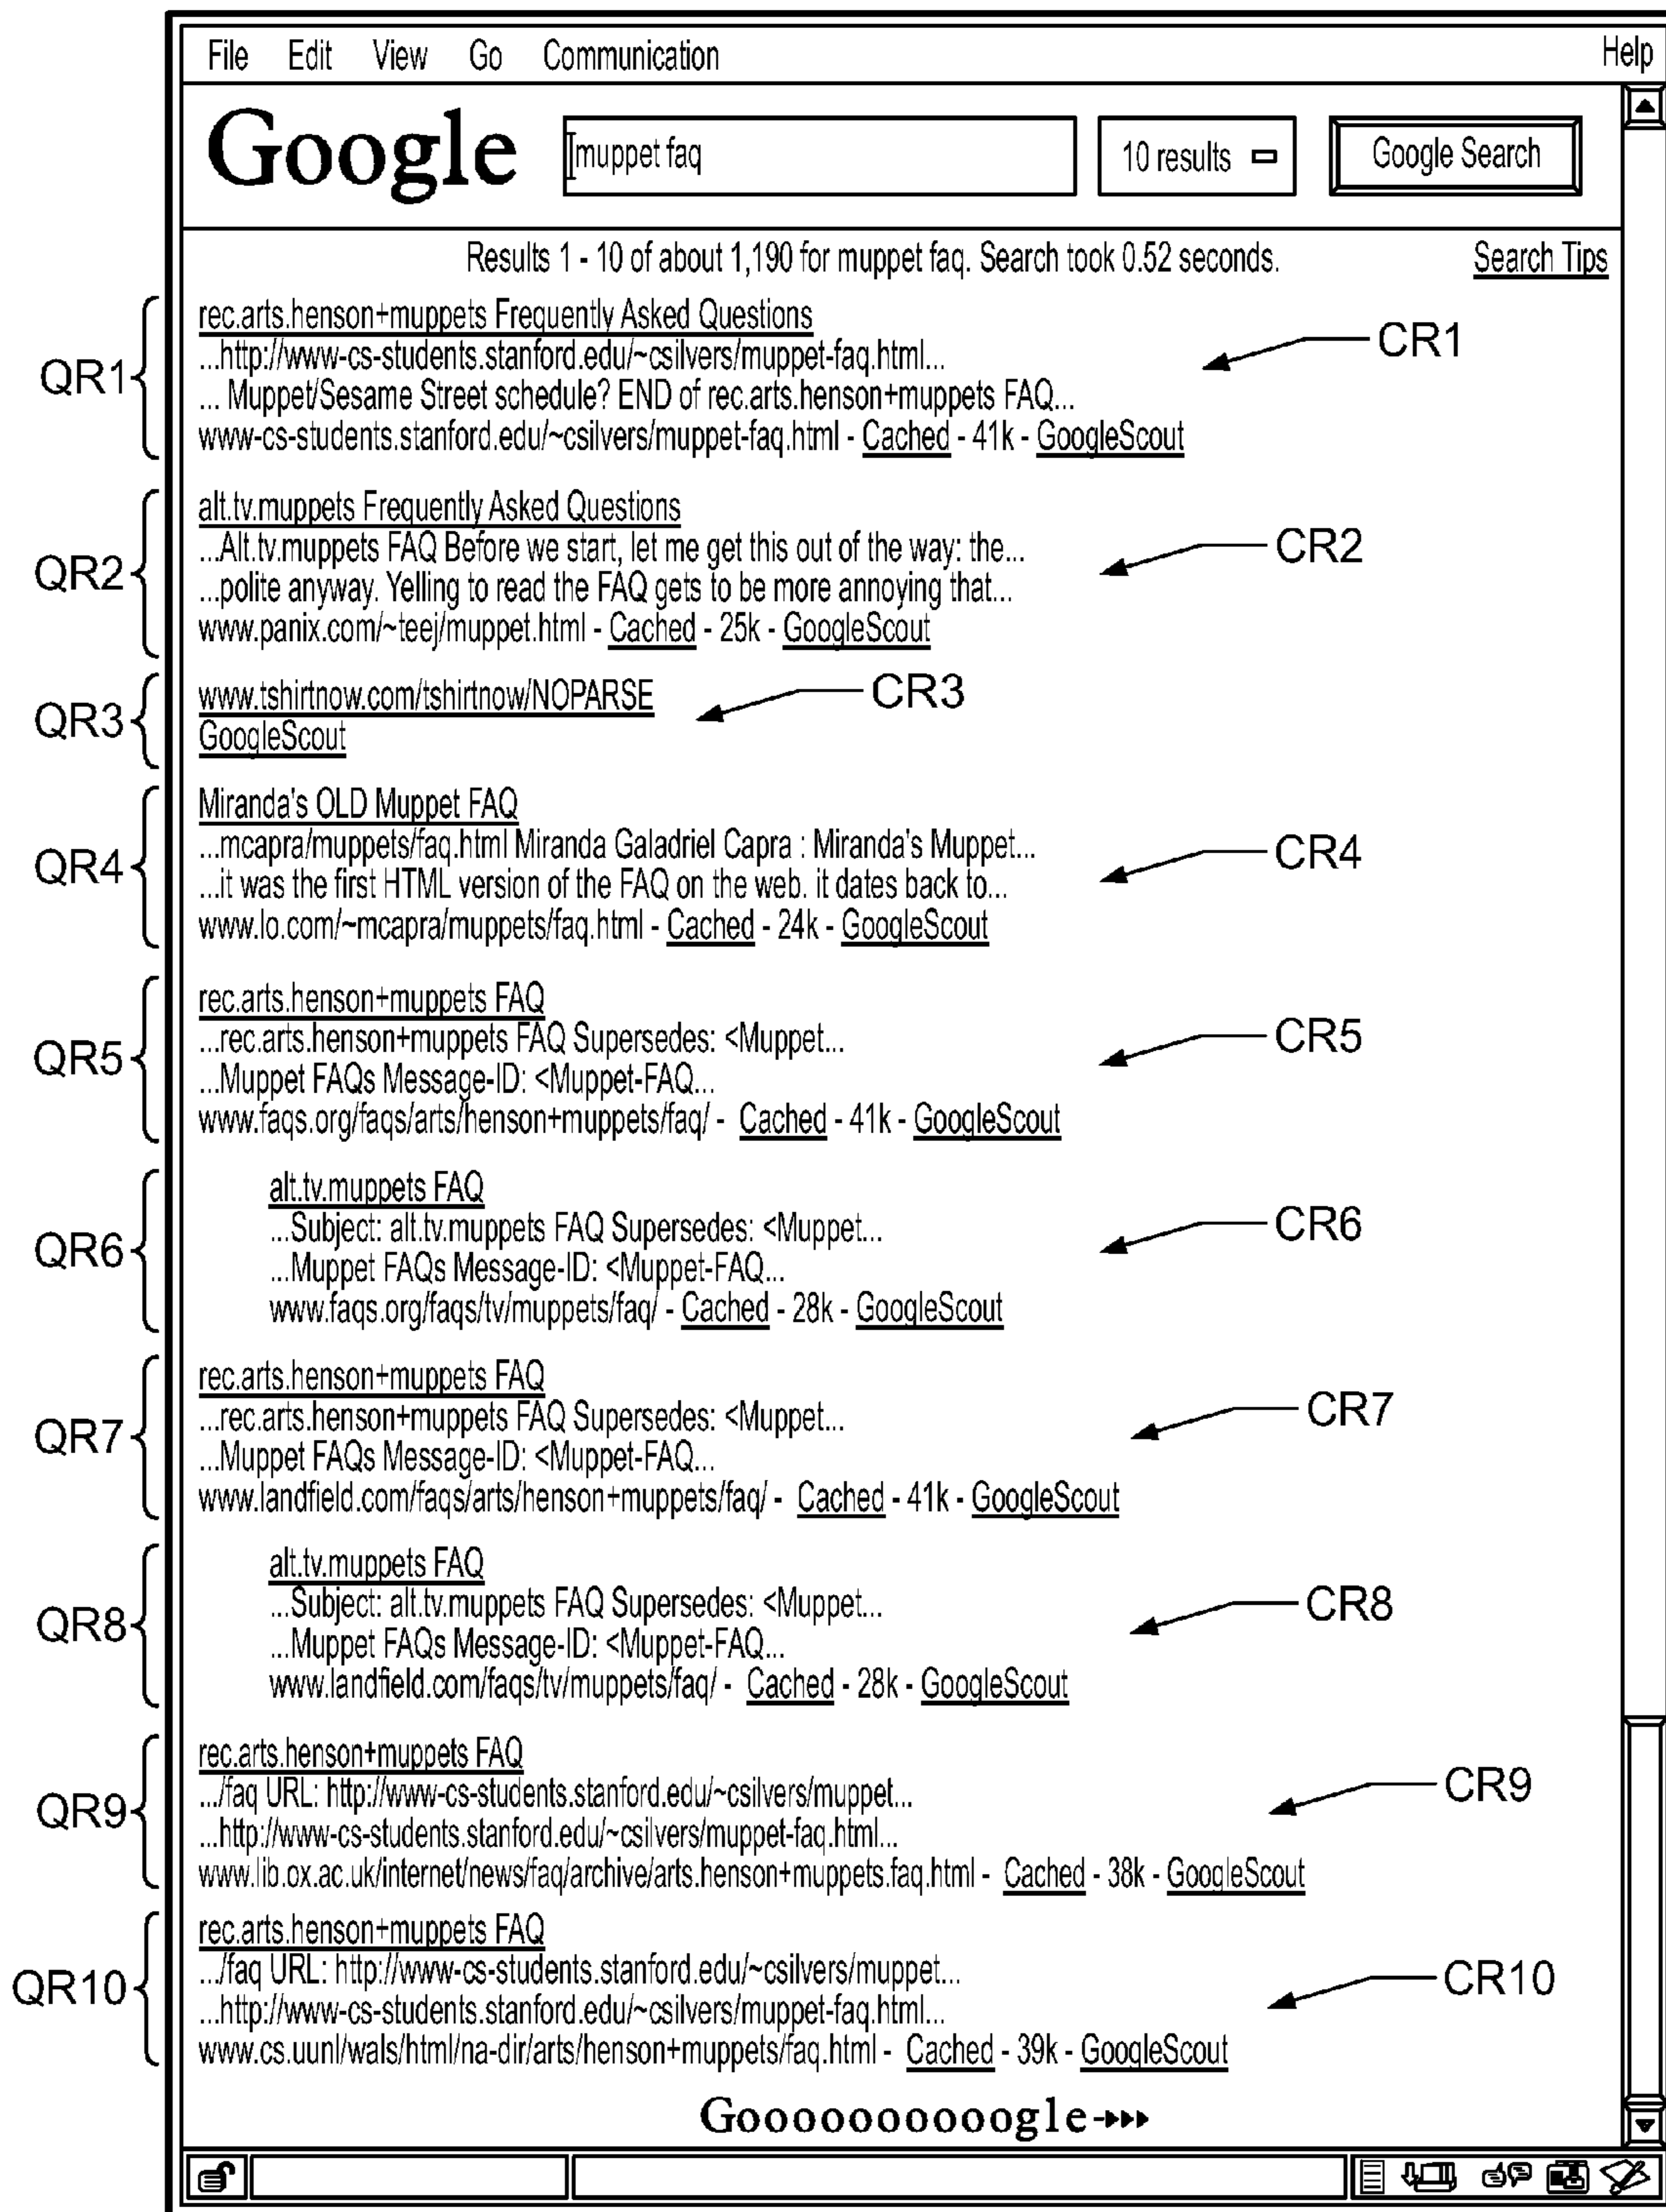 File Edit View Go Communication Help
Google muppet faq 10 results Google Search
Results 1 - 10 of about 1,190 for muppet faq. Search took 0.52 seconds. Search Tips
QR1
rec.arts.henson+muppets Frequently Asked Questions
...http://www-cs-students.stanford.edu/~csilvers/muppet-faq.html...
... Muppet/Sesame Street schedule? END of rec.arts.henson+muppets FAQ...
www-cs-students.stanford.edu/~csilvers/muppet-faq.html - Cached - 41k - GoogleScout
CR1
QR2
alt.tv.muppets Frequently Asked Questions
...Alt.tv.muppets FAQ Before we start, let me get this out of the way: the...
...polite anyway. Yelling to read the FAQ gets to be more annoying that...
www.panix.com/~teej/muppet.html - Cached - 25k - GoogleScout
CR2
QR3
www.tshirtnow.com/tshirtnow/NOPARSE
GoogleScout
CR3
QR4
Miranda's OLD Muppet FAQ
...mcapra/muppets/faq.html Miranda Galadriel Capra : Miranda's Muppet...
...it was the first HTML version of the FAQ on the web. it dates back to...
www.lo.com/~mcapra/muppets/faq.html - Cached - 24k - GoogleScout
CR4
QR5
rec.arts.henson+muppets FAQ
...rec.arts.henson+muppets FAQ Supersedes: <Muppet...
...Muppet FAQs Message-ID: <Muppet-FAQ...
www.faqs.org/faqs/arts/henson+muppets/faq/ - Cached - 41k - GoogleScout
CR5
QR6
alt.tv.muppets FAQ
...Subject: alt.tv.muppets FAQ Supersedes: <Muppet...
...Muppet FAQs Message-ID: <Muppet-FAQ...
www.faqs.org/faqs/tv/muppets/faq/ - Cached - 28k - GoogleScout
CR6
QR7
rec.arts.henson+muppets FAQ
...rec.arts.henson+muppets FAQ Supersedes: <Muppet...
...Muppet FAQs Message-ID: <Muppet-FAQ...
www.landfield.com/faqs/arts/henson+muppets/faq/ - Cached - 41k - GoogleScout
CR7
QR8
alt.tv.muppets FAQ
...Subject: alt.tv.muppets FAQ Supersedes: <Muppet...
...Muppet FAQs Message-ID: <Muppet-FAQ...
www.landfield.com/faqs/tv/muppets/faq/ - Cached - 28k - GoogleScout
CR8
QR9
rec.arts.henson+muppets FAQ
.../faq URL: http://www-cs-students.stanford.edu/~csilvers/muppet...
...http://www-cs-students.stanford.edu/~csilvers/muppet-faq.html...
www.lib.ox.ac.uk/internet/news/faq/archive/arts.henson+muppets.faq.html - Cached - 38k - GoogleScout
CR9
QR10
rec.arts.henson+muppets FAQ
.../faq URL: http://www-cs-students.stanford.edu/~csilvers/muppet...
...http://www-cs-students.stanford.edu/~csilvers/muppet-faq.html...
www.cs.uunl/wals/html/na-dir/arts/henson+muppets/faq.html - Cached - 39k - GoogleScout
CR10
Gooooooooooogle